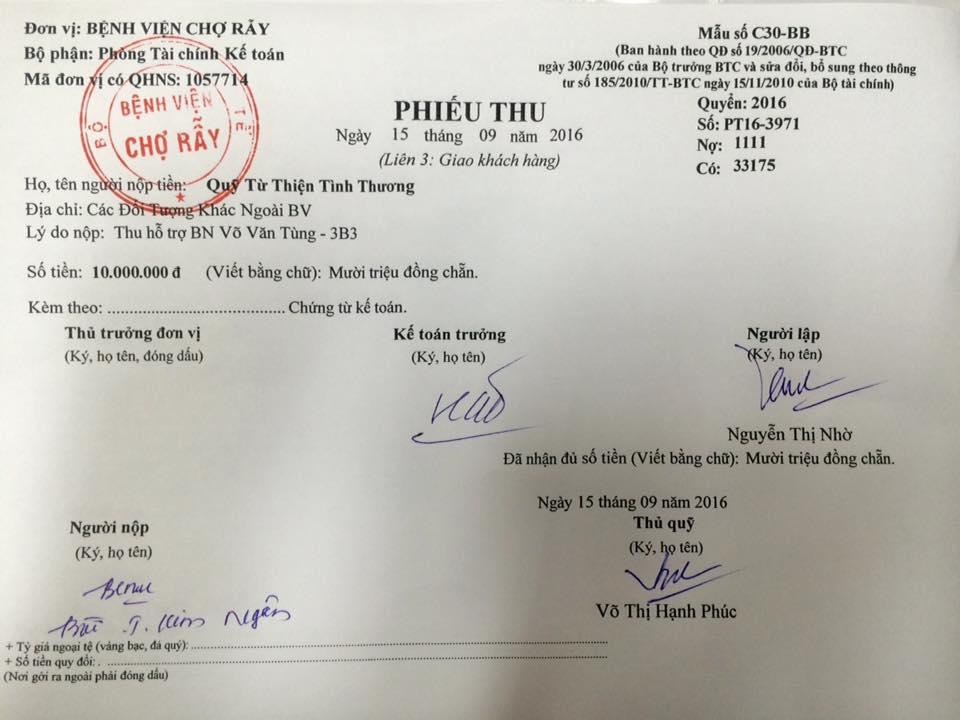 Đơn vị: BỆNH VIỆN CHỢ RẪY
Bộ phận: Phòng Tài chính Kế toán
Mã đơn vị có QHNS: 1057714
Mẫu số C30-BB
(Ban hành theo QĐ số 19/2006/QĐ-BTC
ngày 30/3/2006 của Bộ trưởng BTC và sửa đổi, bổ sung theo thông
tư số 185/2010/TT-BTC ngày 15/11/2010 của Bộ tài chính)
BỘ Y TẾ
BỆNH VIỆN
CHỢ RẪY
PHIẾU THU
Ngày 15 tháng 09 năm 2016
(Liên 3: Giao khách hàng)
Quyển: 2016
Số: PT16-3971
Nợ: 1111
Có: 33175
Họ, tên người nộp tiền: Quỹ Từ Thiện Tình Thương
Địa chỉ: Các Đối Tượng Khác Ngoài BV
Lý do nộp: Thu hỗ trợ BN Võ Văn Tùng - 3B3
Số tiền: 10.000.000 đ (Viết bằng chữ): Mười triệu đồng chẵn.
Kèm theo: ........................................ Chứng từ kế toán.
Thủ trưởng đơn vị Kế toán trưởng Người lập
(Ký, họ tên, đóng dấu) (Ký, họ tên) (Ký, họ tên)
Nguyễn Thị Nhờ
Đã nhận đủ số tiền (Viết bằng chữ): Mười triệu đồng chẵn.
Ngày 15 tháng 09 năm 2016
Người nộp Thủ quỹ
(Ký, họ tên) (Ký, họ tên)
Võ Thị Hạnh Phúc
T. Kim Ngân
+ Tỷ giá ngoại tệ (vàng bạc, đá quý):
+ Số tiền quy đổi:
(Nơi gởi ra ngoài phải đóng dấu)